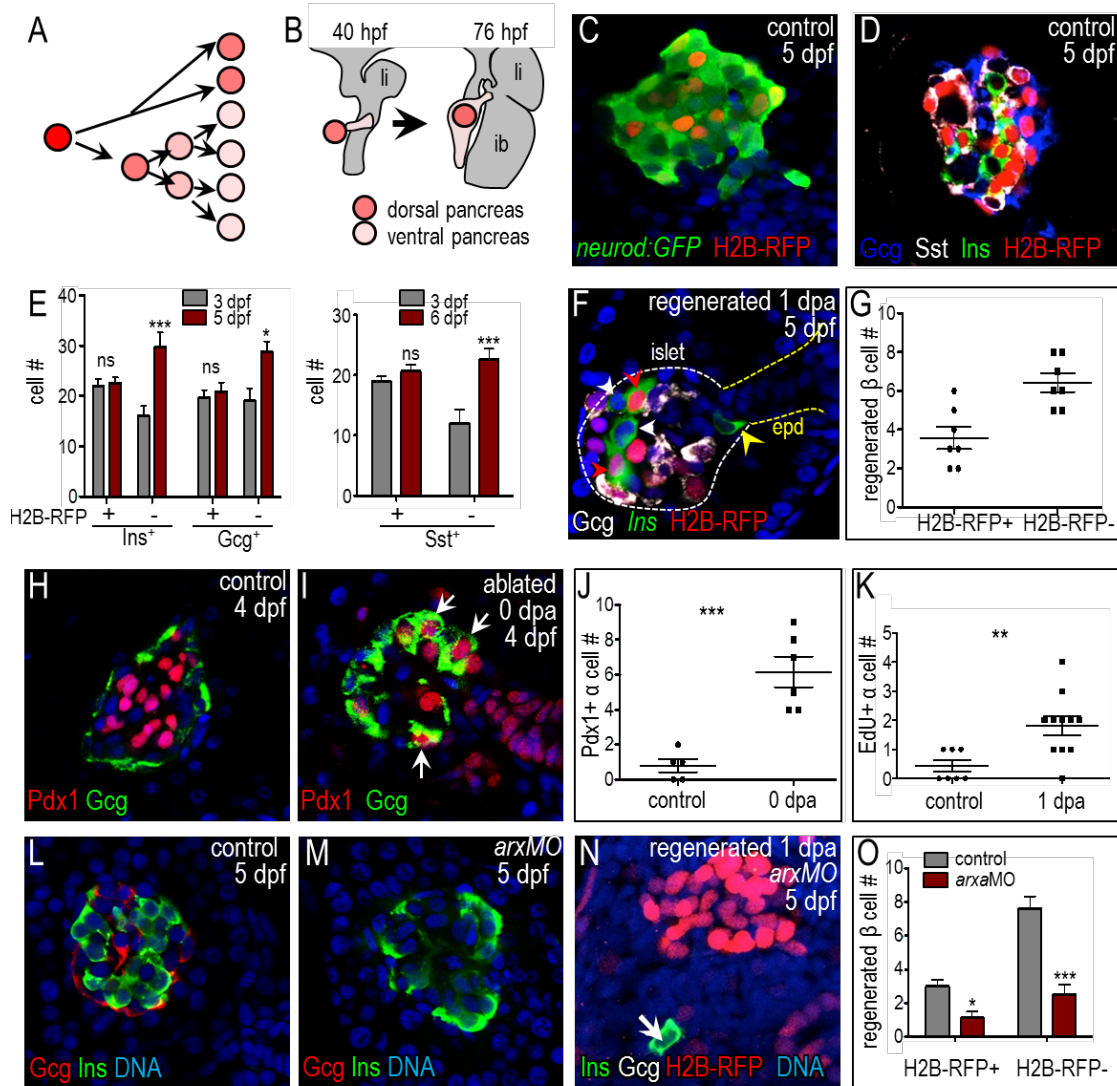 A
B
40 hpf
76 hpf
li
li
ib
dorsal pancreas
ventral pancreas
C
control
5 dpf
neurod:GFP H2B-RFP
D
control
5 dpf
Gcg Sst Ins H2B-RFP
E
cell #
40
30
20
10
0
3 dpf
5 dpf
ns
***
ns
*
H2B-RFP
+
-
+
-
Ins+
Gcg+
cell #
20
10
0
3 dpf
6 dpf
ns
***
+
-
Sst+
F
regenerated 1 dpa
5 dpf
islet
epd
Gcg Ins H2B-RFP
G
regenerated β cell #
10
8
6
4
2
0
H2B-RFP+
H2B-RFP-
H
control
4 dpf
Pdx1 Gcg
I
ablated
0 dpa
4 dpf
Pdx1 Gcg
J
Pdx1+ α cell #
10
8
6
4
2
0
***
control
0 dpa
K
EdU+ α cell #
5
4
3
2
1
0
**
control
1 dpa
L
control
5 dpf
Gcg Ins DNA
M
arxMO
5 dpf
Gcg Ins DNA
N
regenerated 1 dpa
arxMO
5 dpf
Ins Gcg H2B-RFP DNA
O
regenerated β cell #
10
8
6
4
2
0
control
arxaMO
*
***
H2B-RFP+
H2B-RFP-